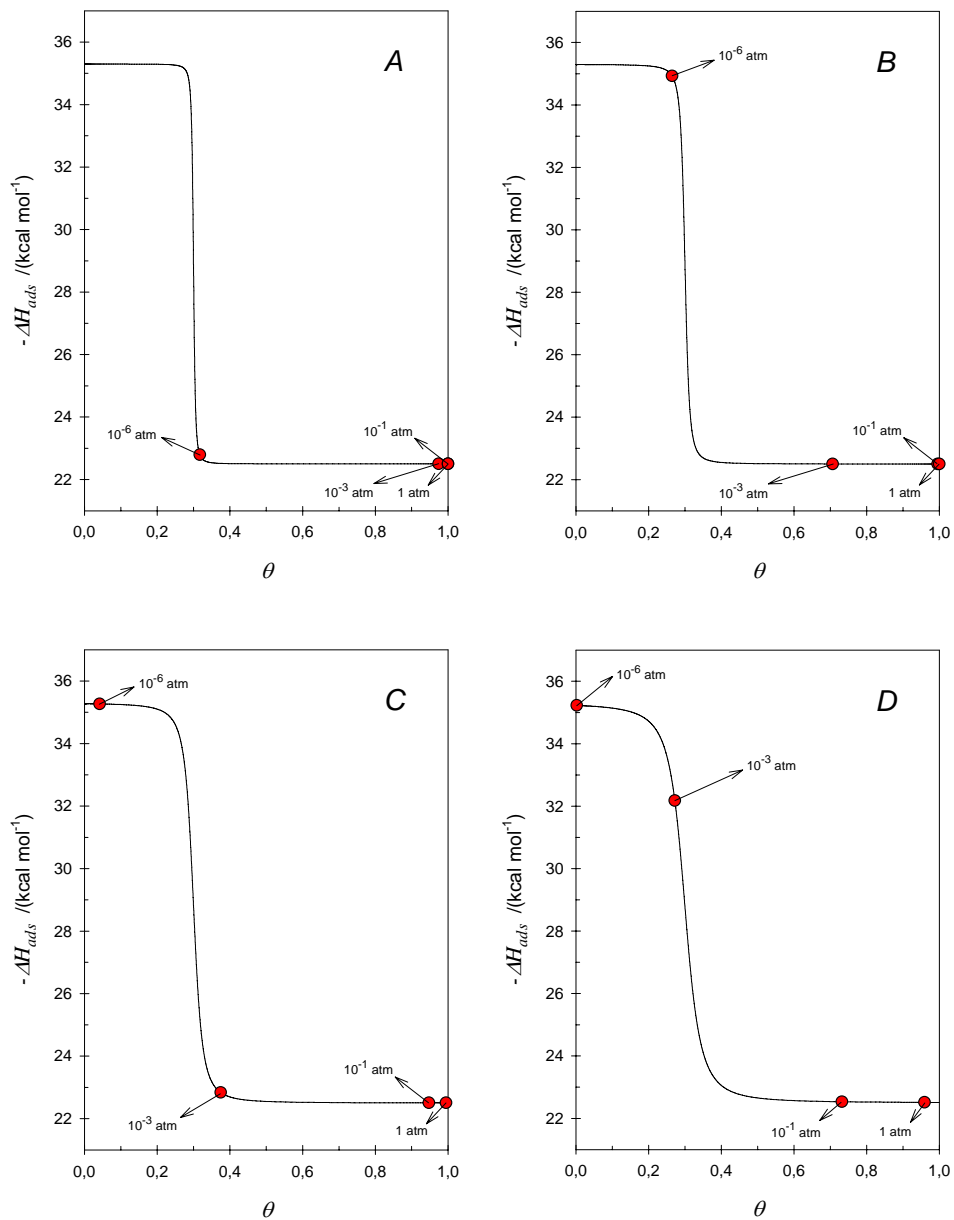 A
36
34
32
30
28
26
24
22
- ΔH_ads /(kcal mol⁻¹)
10⁻⁶ atm
10⁻¹ atm
10⁻³ atm
1 atm
0,0 0,2 0,4 0,6 0,8 1,0
θ
B
36
34
32
30
28
26
24
22
- ΔH_ads /(kcal mol⁻¹)
10⁻⁶ atm
10⁻¹ atm
10⁻³ atm
1 atm
0,0 0,2 0,4 0,6 0,8 1,0
θ
C
36
34
32
30
28
26
24
22
- ΔH_ads /(kcal mol⁻¹)
10⁻⁶ atm
10⁻¹ atm
10⁻³ atm
1 atm
0,0 0,2 0,4 0,6 0,8 1,0
θ
D
36
34
32
30
28
26
24
22
- ΔH_ads /(kcal mol⁻¹)
10⁻⁶ atm
10⁻³ atm
10⁻¹ atm
1 atm
0,0 0,2 0,4 0,6 0,8 1,0
θ